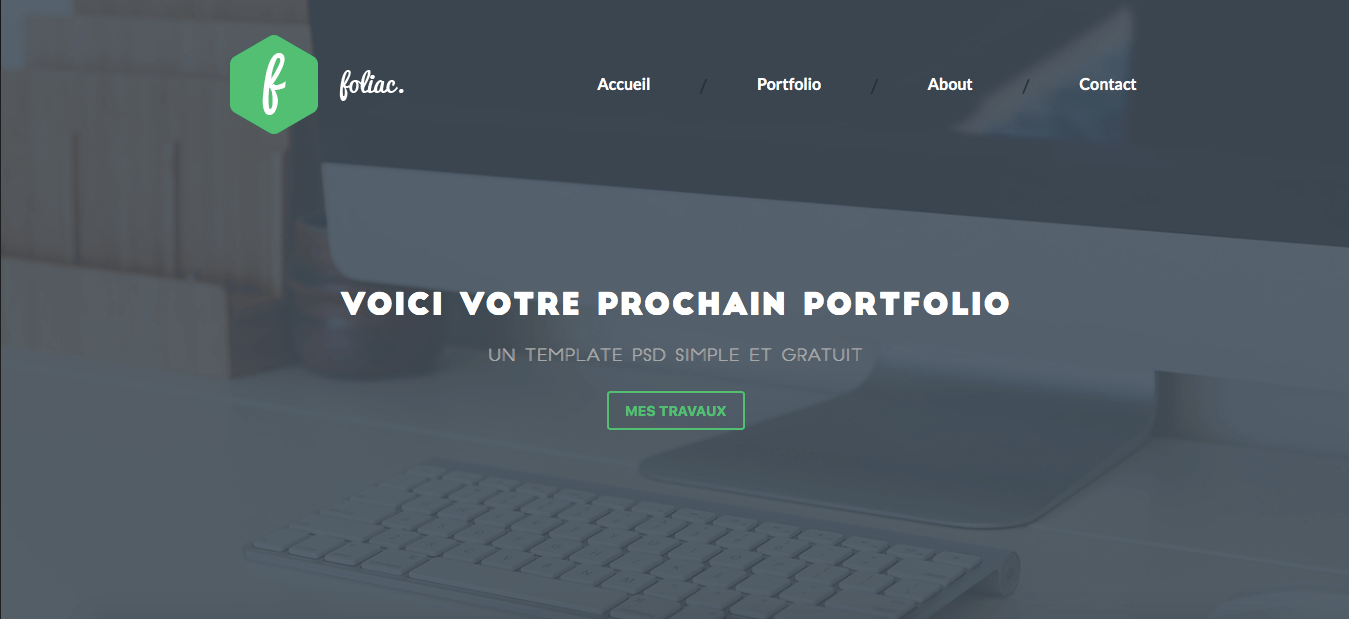 f
foliac.
Accueil / Portfolio / About / Contact
VOICI VOTRE PROCHAIN PORTFOLIO
UN TEMPLATE PSD SIMPLE ET GRATUIT
MES TRAVAUX